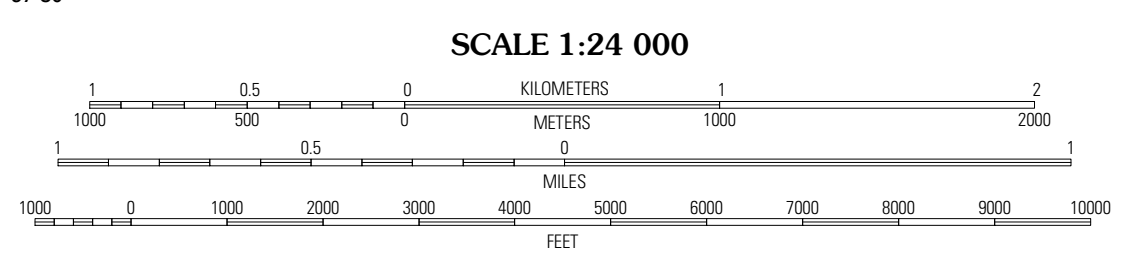 SCALE 1:24 000
1 0.5 0 KILOMETERS 1 2
1000 500 0 METERS 1000 2000
1 0.5 0 1
MILES
1000 0 1000 2000 3000 4000 5000 6000 7000 8000 9000 10000
FEET